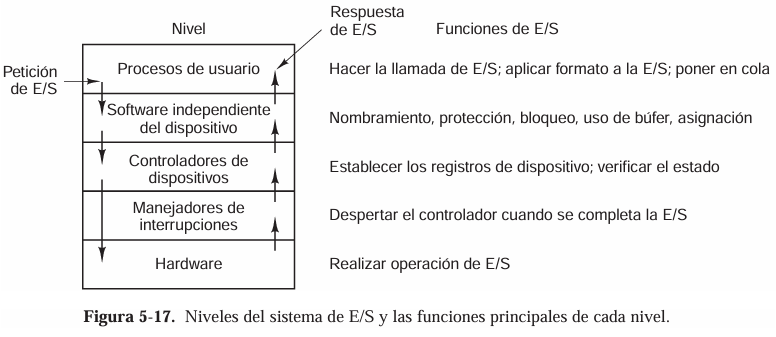 Nivel
Respuesta
de E/S
Funciones de E/S
Petición
de E/S
Procesos de usuario
Hacer la llamada de E/S; aplicar formato a la E/S; poner en cola
Software independiente
del dispositivo
Nombramiento, protección, bloqueo, uso de búfer, asignación
Controladores de
dispositivos
Establecer los registros de dispositivo; verificar el estado
Manejadores de
interrupciones
Despertar el controlador cuando se completa la E/S
Hardware
Realizar operación de E/S
Figura 5-17. Niveles del sistema de E/S y las funciones principales de cada nivel.